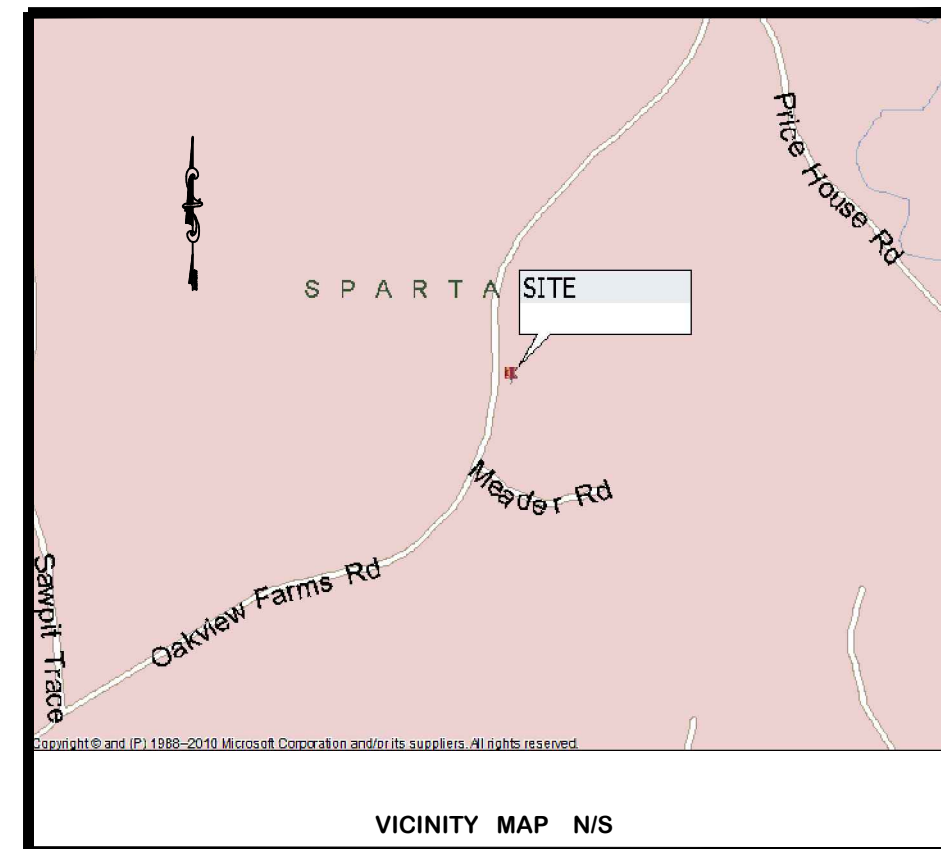 Price House Rd
SPARTA
SITE
Meader Rd
Oakview Farms Rd
Sawpit Trace
Copyright © and (P) 1988–2010 Microsoft Corporation and/or its suppliers. All rights reserved.
VICINITY MAP N/S